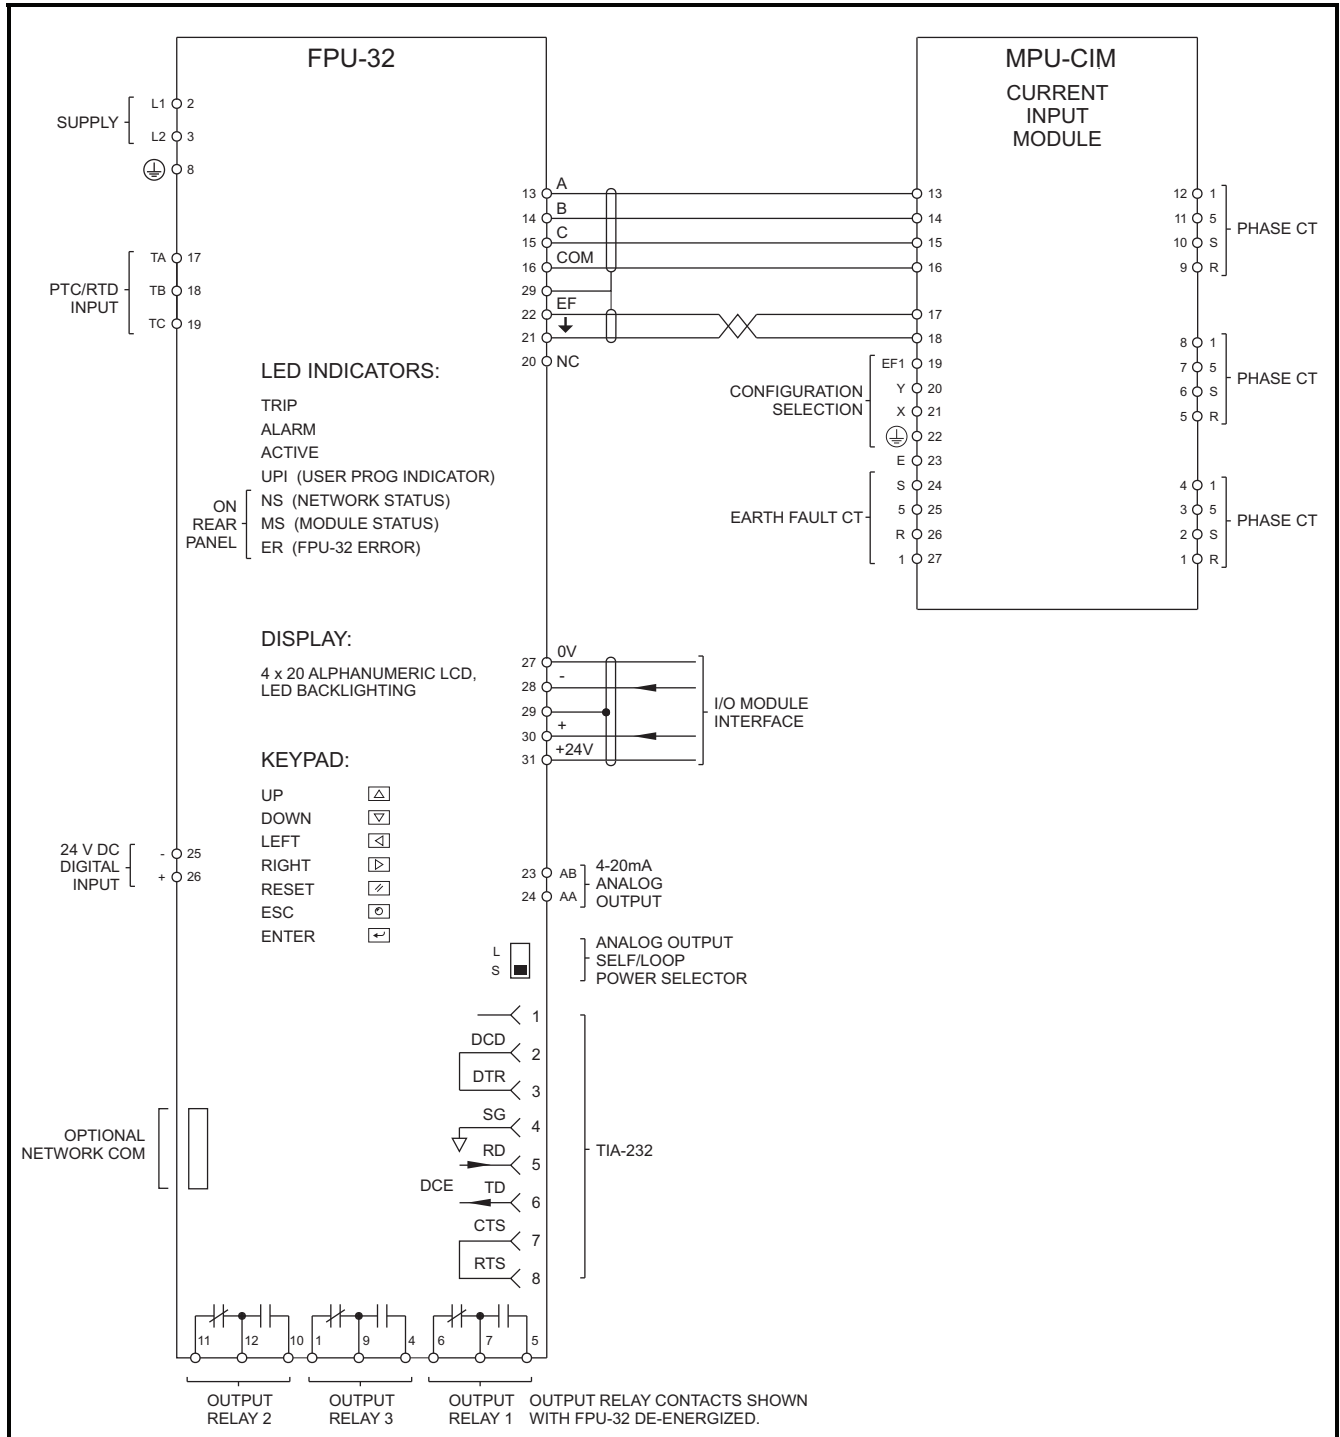 FPU-32
L1 2
SUPPLY
L2 3
8
TA 17
PTC/RTD
INPUT
TB 18
TC 19
13 A
14 B
15 C
16 COM
29
22 EF
21
20 NC
LED INDICATORS:
TRIP
ALARM
ACTIVE
UPI (USER PROG INDICATOR)
ON
REAR
PANEL
NS (NETWORK STATUS)
MS (MODULE STATUS)
ER (FPU-32 ERROR)
DISPLAY:
4 x 20 ALPHANUMERIC LCD,
LED BACKLIGHTING
27 0V
28 -
29
30 +
31 +24V
I/O MODULE
INTERFACE
KEYPAD:
UP
DOWN
LEFT
RIGHT
RESET
ESC
ENTER
24 V DC
DIGITAL
INPUT
- 25
+ 26
23 AB
24 AA
4-20mA
ANALOG
OUTPUT
L
S
ANALOG OUTPUT
SELF/LOOP
POWER SELECTOR
1
DCD 2
DTR 3
SG 4
RD 5
DCE TD 6
CTS 7
RTS 8
TIA-232
OPTIONAL
NETWORK COM
11 12 10 1 9 4 6 7 5
OUTPUT
RELAY 2
OUTPUT
RELAY 3
OUTPUT
RELAY 1
OUTPUT RELAY CONTACTS SHOWN
WITH FPU-32 DE-ENERGIZED.
MPU-CIM
CURRENT
INPUT
MODULE
13
14
15
16
17
18
EF1 19
Y 20
X 21
22
CONFIGURATION
SELECTION
E 23
S 24
5 25
R 26
1 27
EARTH FAULT CT
12 1
11 5
10 S
9 R
PHASE CT
8 1
7 5
6 S
5 R
PHASE CT
4 1
3 5
2 S
1 R
PHASE CT